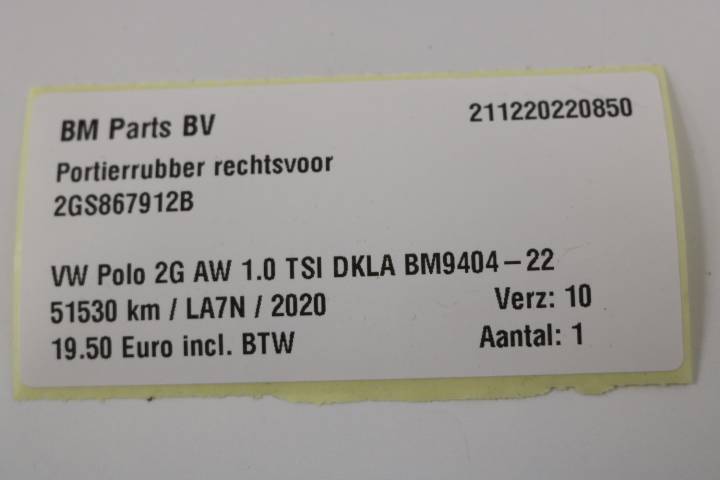 BM Parts BV 211220220850
Portierrubber rechtsvoor
2GS867912B
VW Polo 2G AW 1.0 TSI DKLA BM9404-22
51530 km / LA7N / 2020 Verz: 10
19.50 Euro incl. BTW Aantal: 1